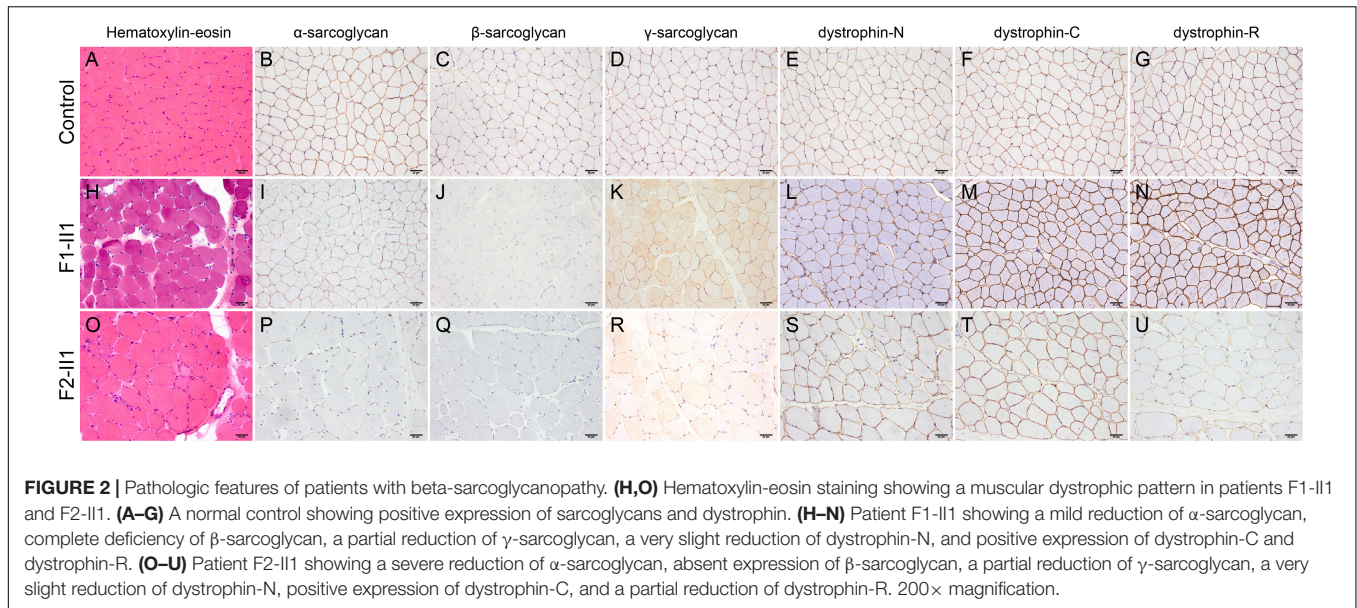 Hematoxylin-eosin α-sarcoglycan β-sarcoglycan γ-sarcoglycan dystrophin-N dystrophin-C dystrophin-R
Control
A B C D E F G
F1-II1
H I J K L M N
F2-II1
O P Q R S T U
FIGURE 2 | Pathologic features of patients with beta-sarcoglycanopathy. (H,O) Hematoxylin-eosin staining showing a muscular dystrophic pattern in patients F1-II1
and F2-II1. (A–G) A normal control showing positive expression of sarcoglycans and dystrophin. (H–N) Patient F1-II1 showing a mild reduction of α-sarcoglycan,
complete deficiency of β-sarcoglycan, a partial reduction of γ-sarcoglycan, a very slight reduction of dystrophin-N, and positive expression of dystrophin-C and
dystrophin-R. (O–U) Patient F2-II1 showing a severe reduction of α-sarcoglycan, absent expression of β-sarcoglycan, a partial reduction of γ-sarcoglycan, a very
slight reduction of dystrophin-N, positive expression of dystrophin-C, and a partial reduction of dystrophin-R. 200× magnification.